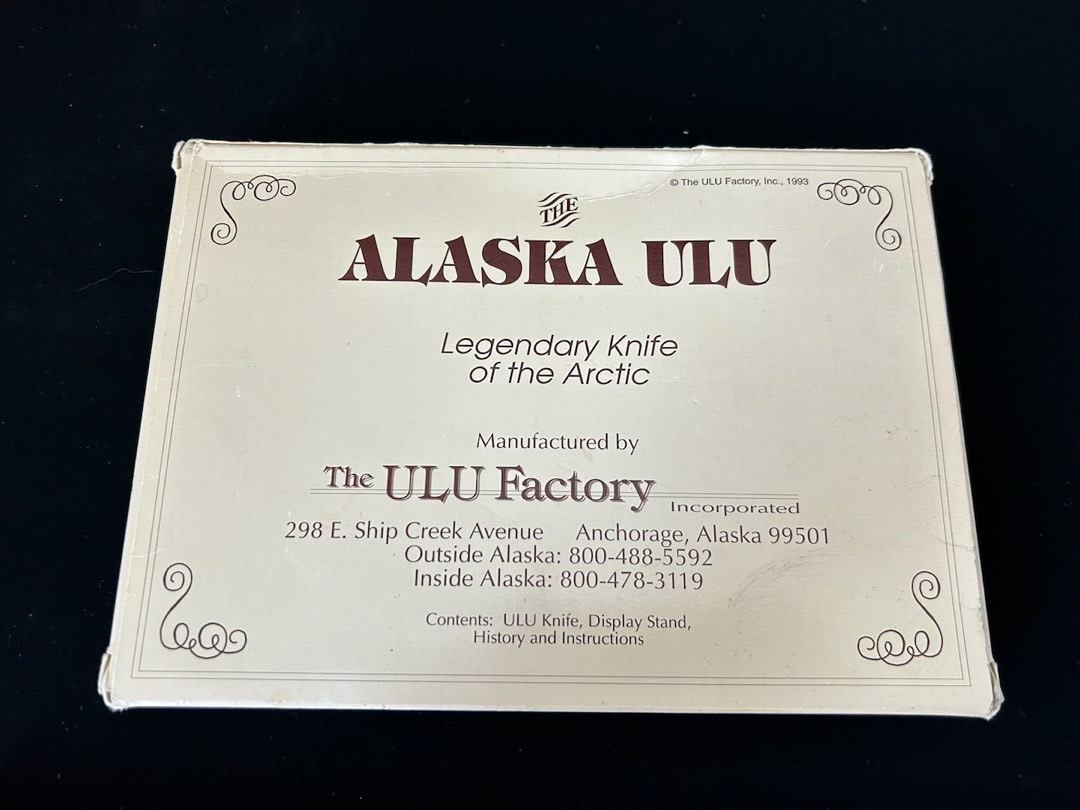 © The ULU Factory, Inc., 1993
THE
ALASKA ULU
Legendary Knife
of the Arctic
Manufactured by
The ULU Factory
Incorporated
298 E. Ship Creek Avenue Anchorage, Alaska 99501
Outside Alaska: 800-488-5592
Inside Alaska: 800-478-3119
Contents: ULU Knife, Display Stand,
History and Instructions